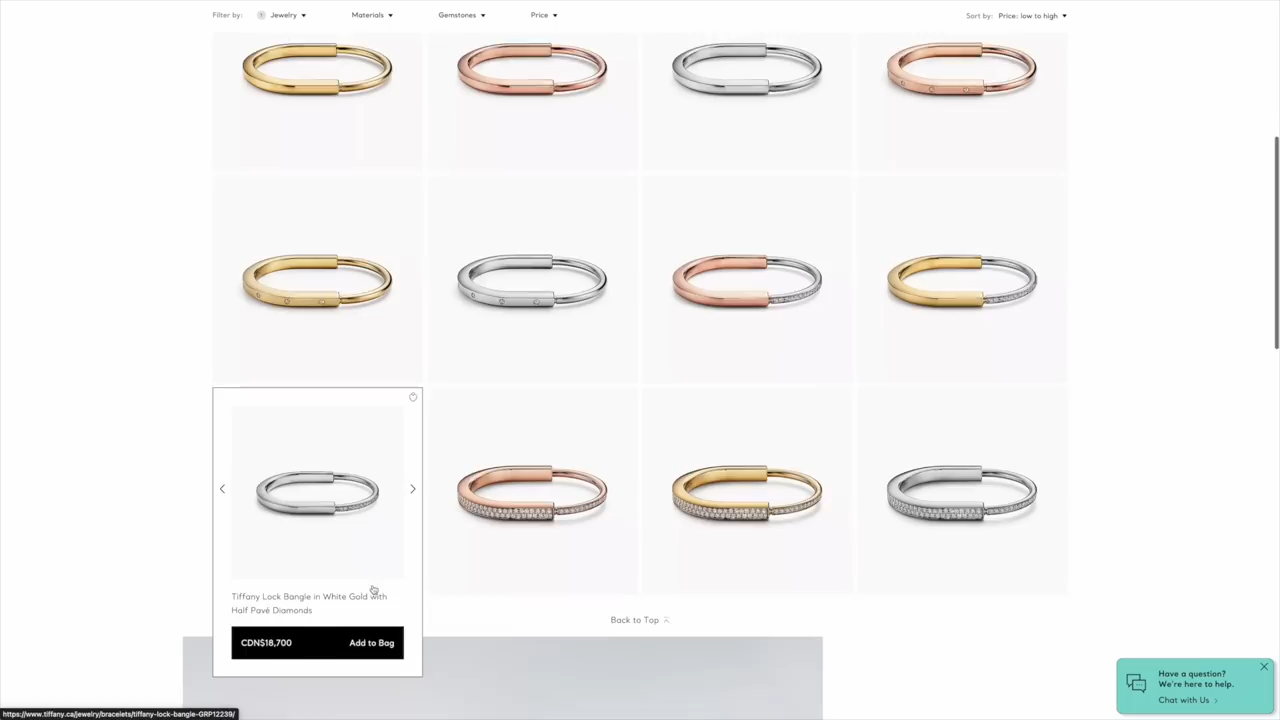 Filter by: 1 Jewelry Materials Gemstones Price Sort by: Price: low to high
Tiffany Lock Bangle in White Gold with
Half Pavé Diamonds
CDN$18,700 Add to Bag
Back to Top
Have a question?
We're here to help.
Chat with Us
https://www.tiffany.ca/jewelry/bracelets/tiffany-lock-bangle-GRP12239/